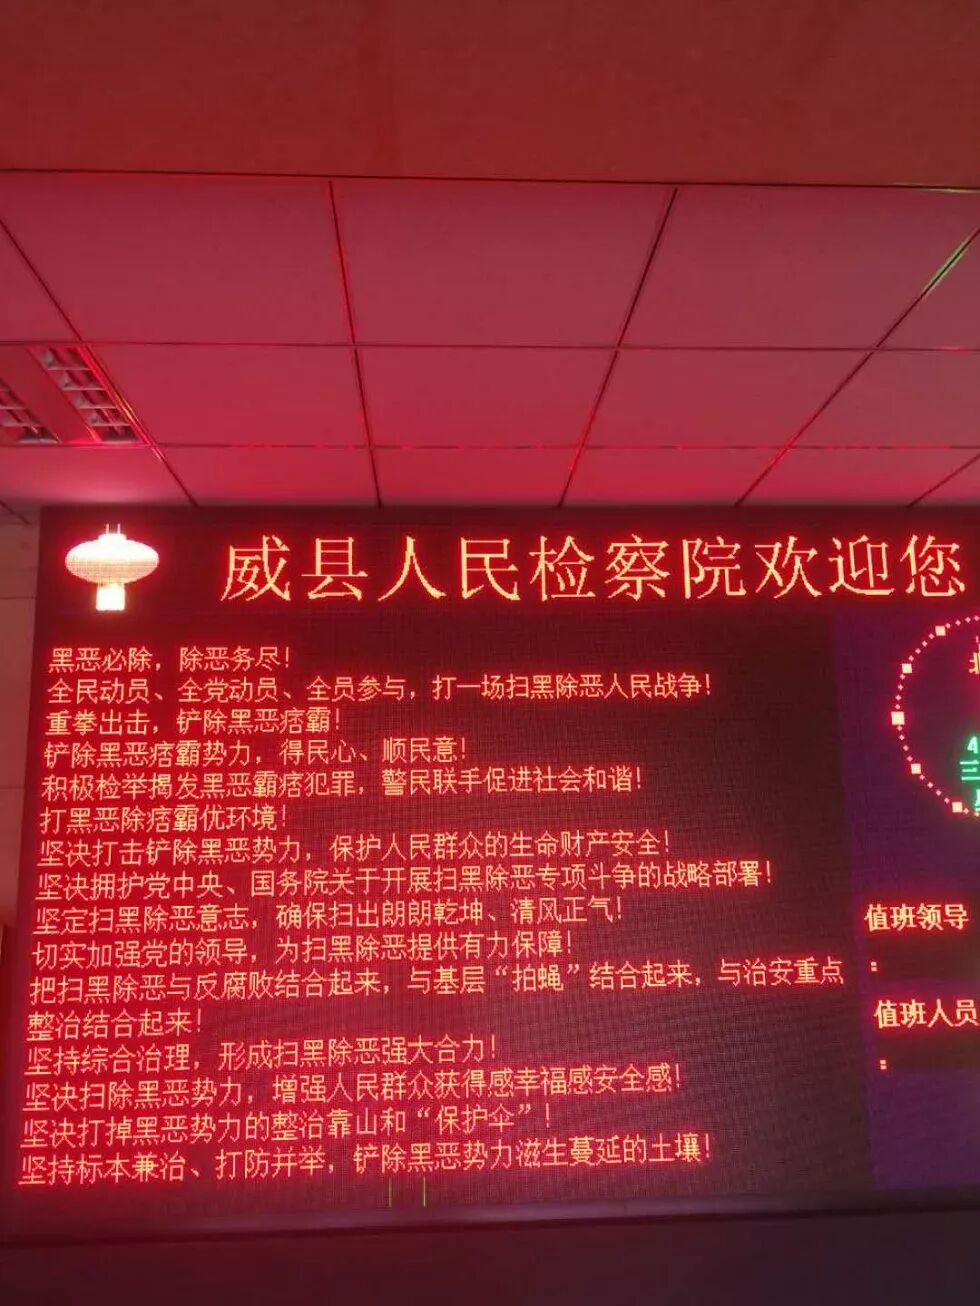 威县人民检察院欢迎您
黑恶必除，除恶务尽！
全民动员、全党动员、全员参与，打一场扫黑除恶人民战争！
重拳出击，铲除黑恶痞霸！
铲除黑恶痞霸势力，得民心、顺民意！
积极检举揭发黑恶霸痞犯罪，警民联手促进社会和谐！
打黑恶除痞霸优环境！
坚决打击铲除黑恶势力，保护人民群众的生命财产安全！
坚决拥护党中央、国务院关于开展扫黑除恶专项斗争的战略部署！
坚定扫黑除恶意志，确保扫出朗朗乾坤、清风正气！
切实加强党的领导，为扫黑除恶提供有力保障！
把扫黑除恶与反腐败结合起来，与基层“拍蝇”结合起来，与治安重点
整治结合起来！
坚持综合治理，形成扫黑除恶强大合力！
坚决扫除黑恶势力，增强人民群众获得感幸福感安全感！
坚决打掉黑恶势力的整治靠山和“保护伞”！
坚持标本兼治、打防并举，铲除黑恶势力滋生蔓延的土壤！
4
三
值班领导
：
值班人员
：